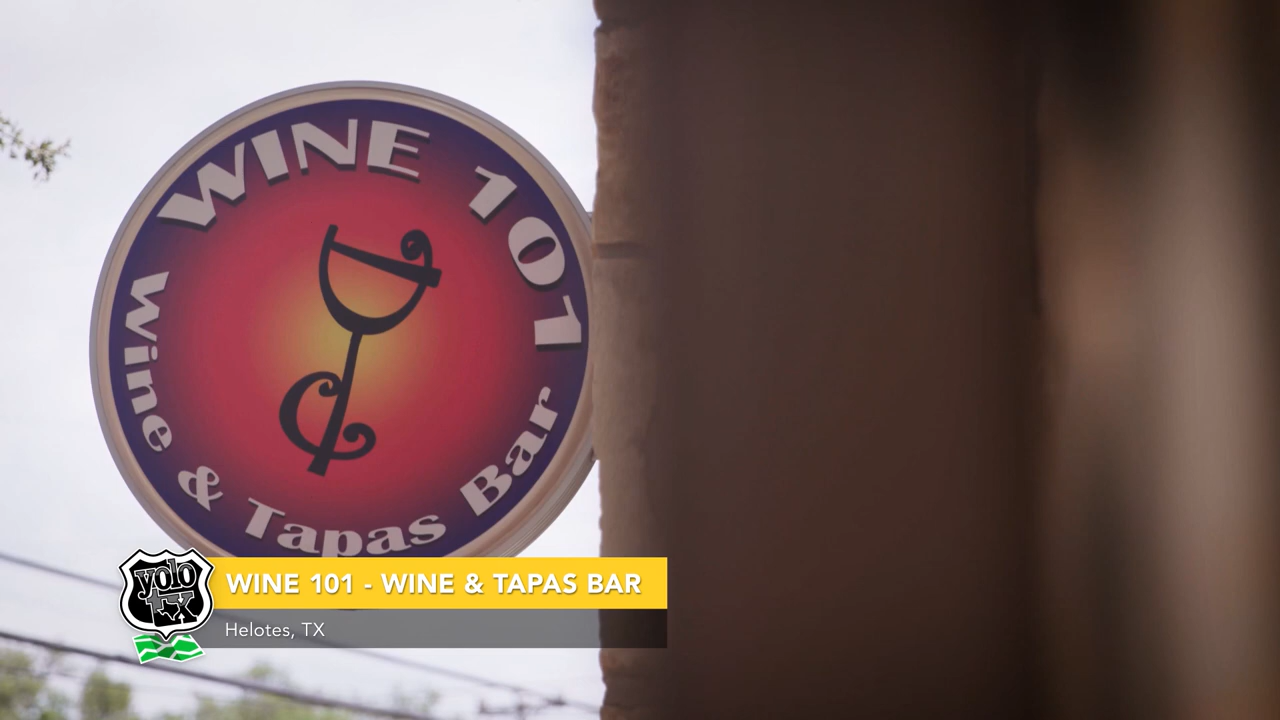 WINE 101
Wine & Tapas Bar
yolo
tx
WINE 101 - WINE & TAPAS BAR
Helotes, TX